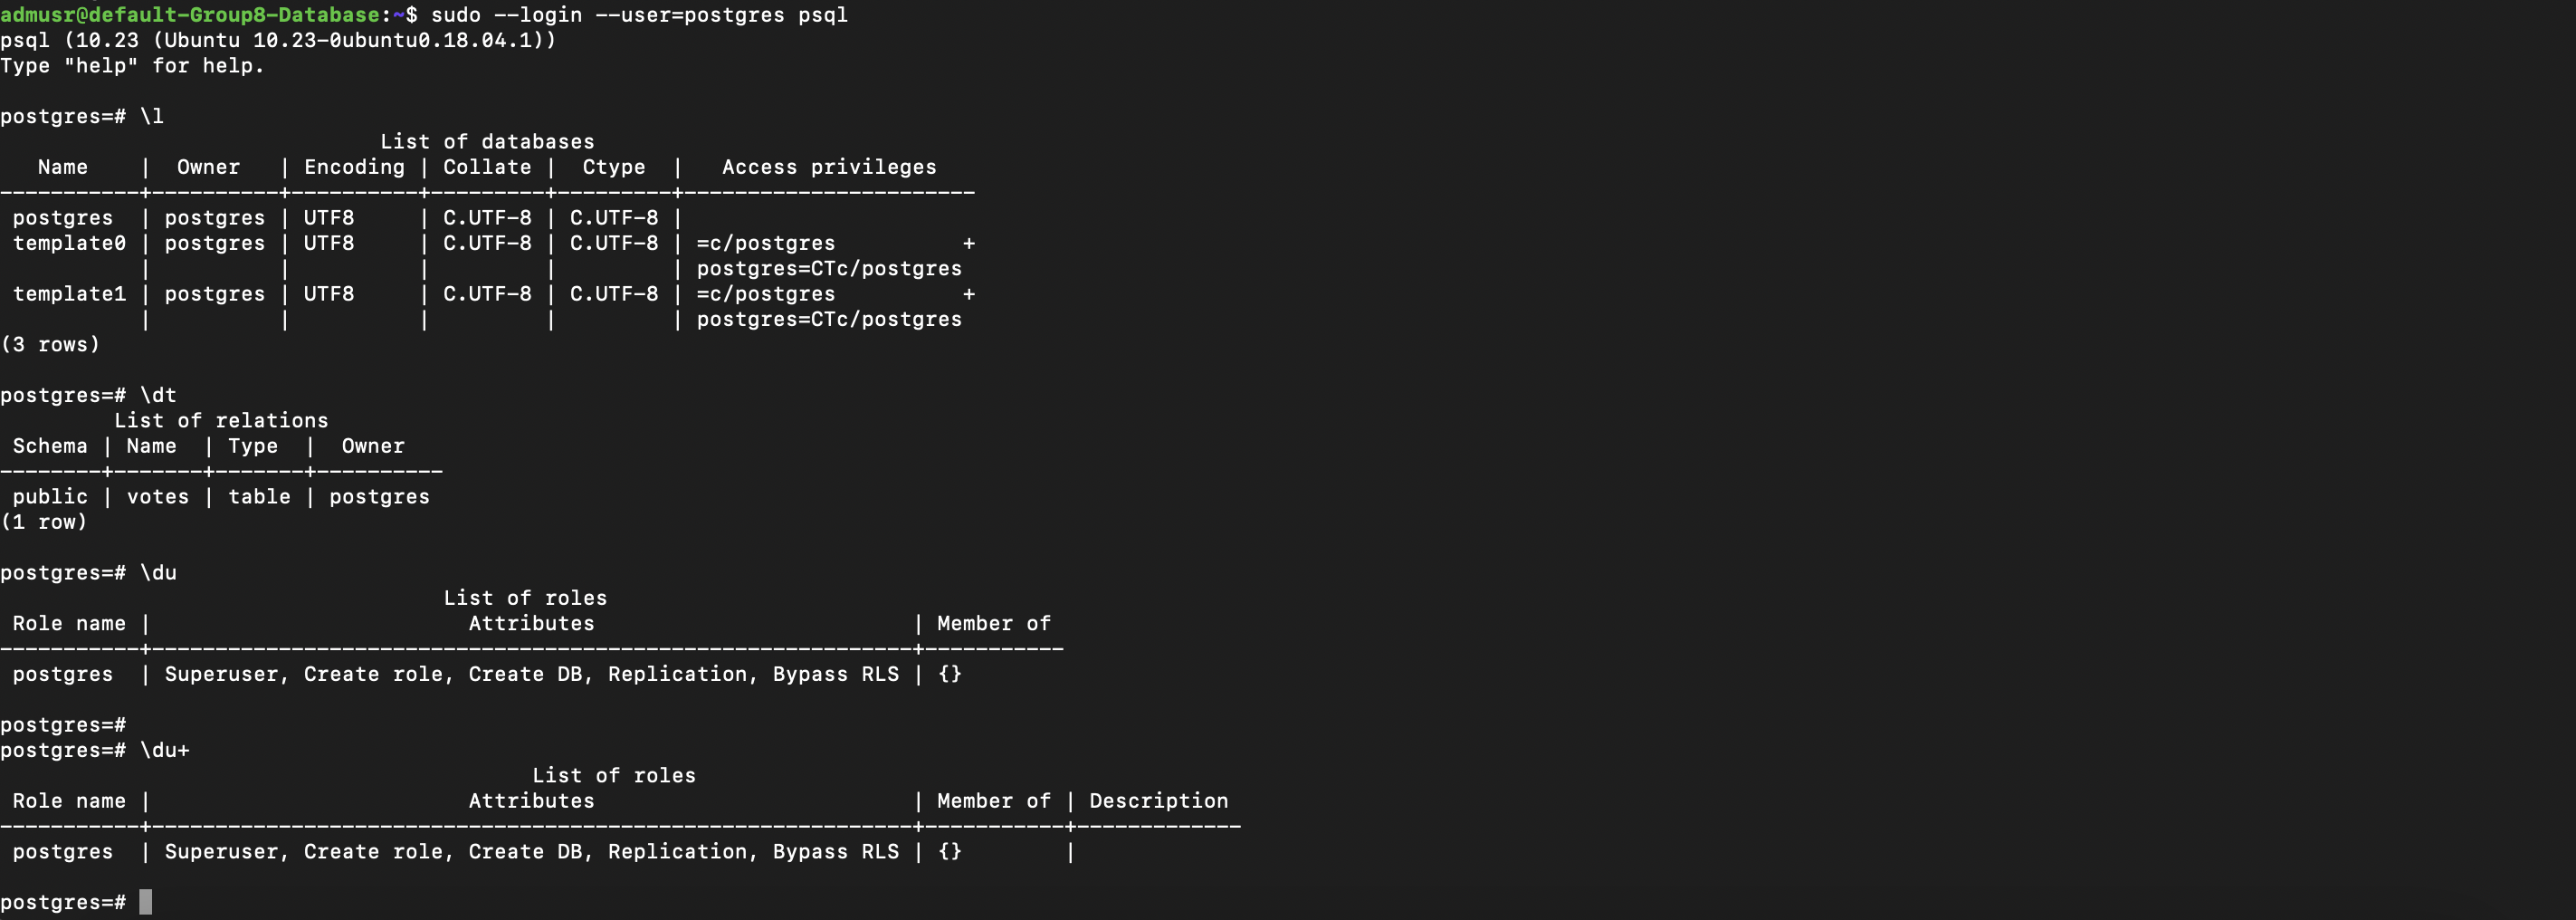 admusr@default-Group8-Database:~$ sudo --login --user=postgres psql
psql (10.23 (Ubuntu 10.23-0ubuntu0.18.04.1))
Type "help" for help.

postgres=# \l
                              List of databases
   Name    |  Owner   | Encoding | Collate |  Ctype  |   Access privileges
-----------+----------+----------+---------+---------+-----------------------
 postgres  | postgres | UTF8     | C.UTF-8 | C.UTF-8 |
 template0 | postgres | UTF8     | C.UTF-8 | C.UTF-8 | =c/postgres          +
           |          |          |         |         | postgres=CTc/postgres
 template1 | postgres | UTF8     | C.UTF-8 | C.UTF-8 | =c/postgres          +
           |          |          |         |         | postgres=CTc/postgres
(3 rows)

postgres=# \dt
         List of relations
 Schema | Name  | Type  |  Owner
--------+-------+-------+----------
 public | votes | table | postgres
(1 row)

postgres=# \du
                                   List of roles
 Role name |                         Attributes                         | Member of
-----------+------------------------------------------------------------+-----------
 postgres  | Superuser, Create role, Create DB, Replication, Bypass RLS | {}

postgres=#
postgres=# \du+
                                          List of roles
 Role name |                         Attributes                         | Member of | Description
-----------+------------------------------------------------------------+-----------+-------------
 postgres  | Superuser, Create role, Create DB, Replication, Bypass RLS | {}        |

postgres=#